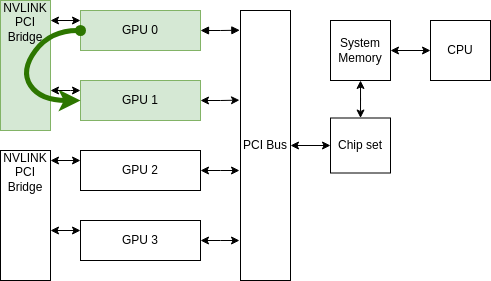 NVLINK
PCI
Bridge
GPU 0
GPU 1
NVLINK
PCI
Bridge
GPU 2
GPU 3
PCI Bus
System
Memory
CPU
Chip set